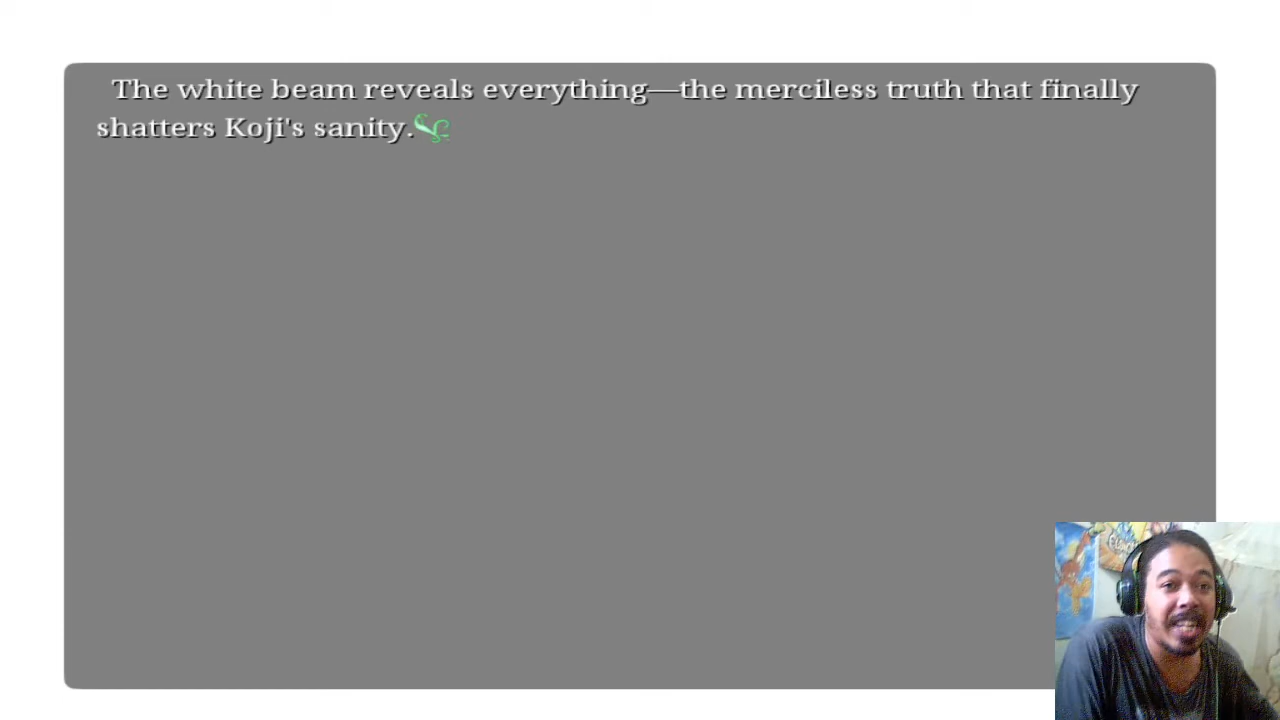 The white beam reveals everything—the merciless truth that finally
shatters Koji's sanity.